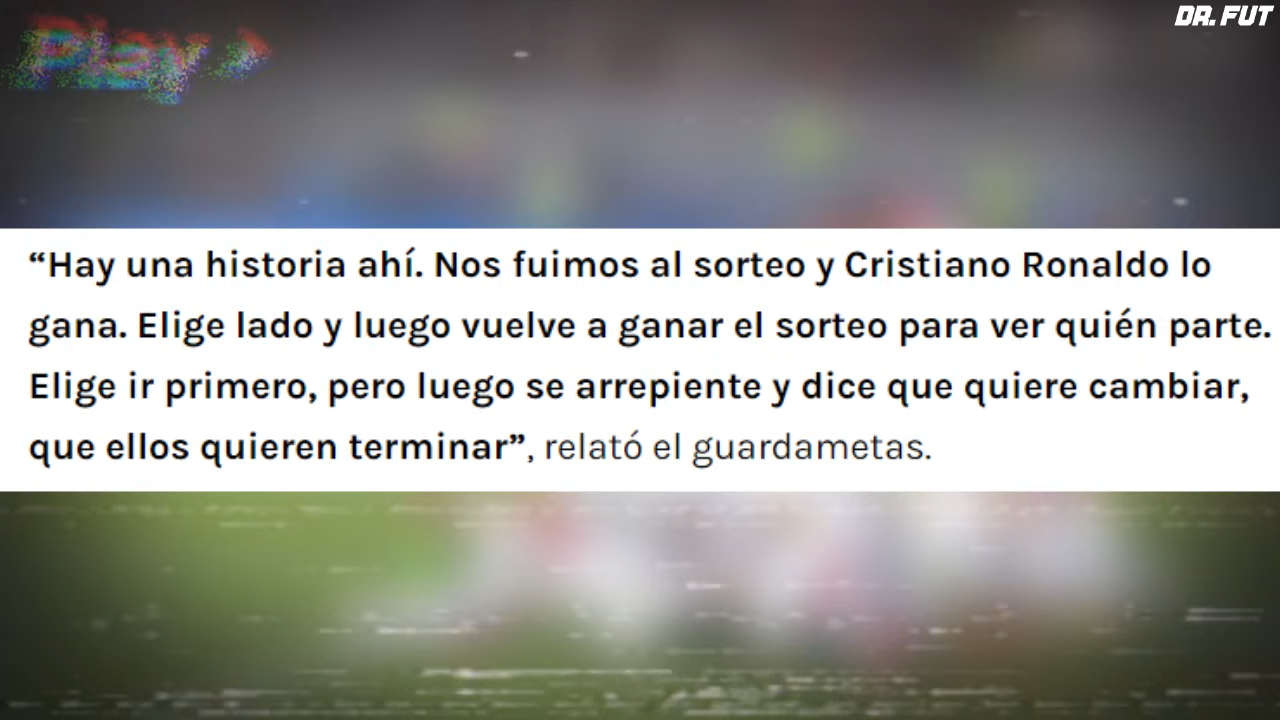 DR. FUT
Play
“Hay una historia ahí. Nos fuimos al sorteo y Cristiano Ronaldo lo
gana. Elige lado y luego vuelve a ganar el sorteo para ver quién parte.
Elige ir primero, pero luego se arrepiente y dice que quiere cambiar,
que ellos quieren terminar”, relató el guardametas.